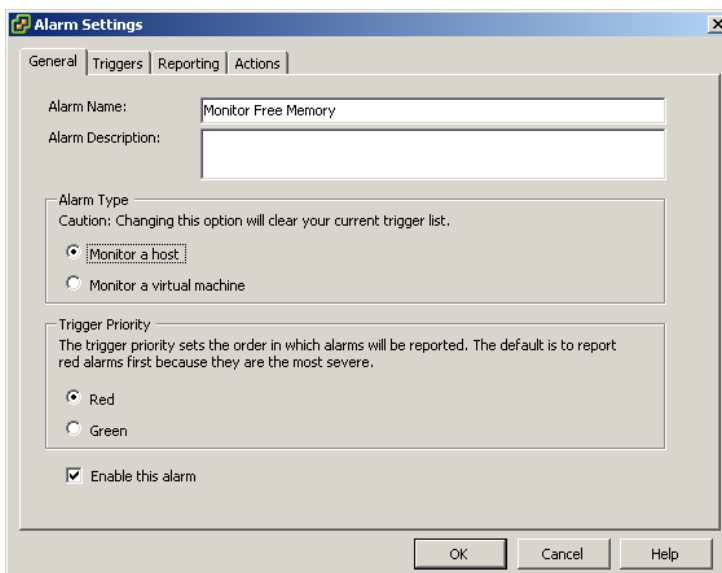 Alarm Settings
General Triggers Reporting Actions
Alarm Name: Monitor Free Memory
Alarm Description:
Alarm Type
Caution: Changing this option will clear your current trigger list.
Monitor a host
Monitor a virtual machine
Trigger Priority
The trigger priority sets the order in which alarms will be reported. The default is to report
red alarms first because they are the most severe.
Red
Green
Enable this alarm
OK Cancel Help